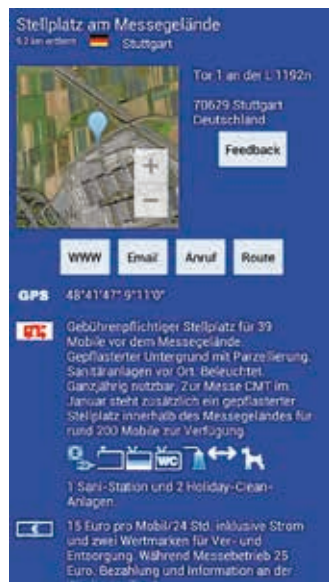 Stellplatz am Messegelände
9,2 km entfernt Stuttgart
Tor 1 an der L 1192n
70629 Stuttgart
Deutschland
Feedback
+
−
WWW Email Anruf Route
GPS 48°41'47" 9°11'0"
Gebührenpflichtiger Stellplatz für 39
Mobile vor dem Messegelände.
Gepflasterter Untergrund mit Parzellierung.
Sanitäranlagen vor Ort. Beleuchtet.
Ganzjährig nutzbar. Zur Messe CMT im
Januar steht zusätzlich ein gepflasterter
Stellplatz innerhalb des Messegeländes für
rund 200 Mobile zur Verfügung.
WC
1 Sani-Station und 2 Holiday-Clean-
Anlagen.
15 Euro pro Mobil/24 Std. inklusive Strom
und zwei Wertmarken für Ver- und
Entsorgung. Während Messebetrieb 25
Euro. Bezahlung und Information an der